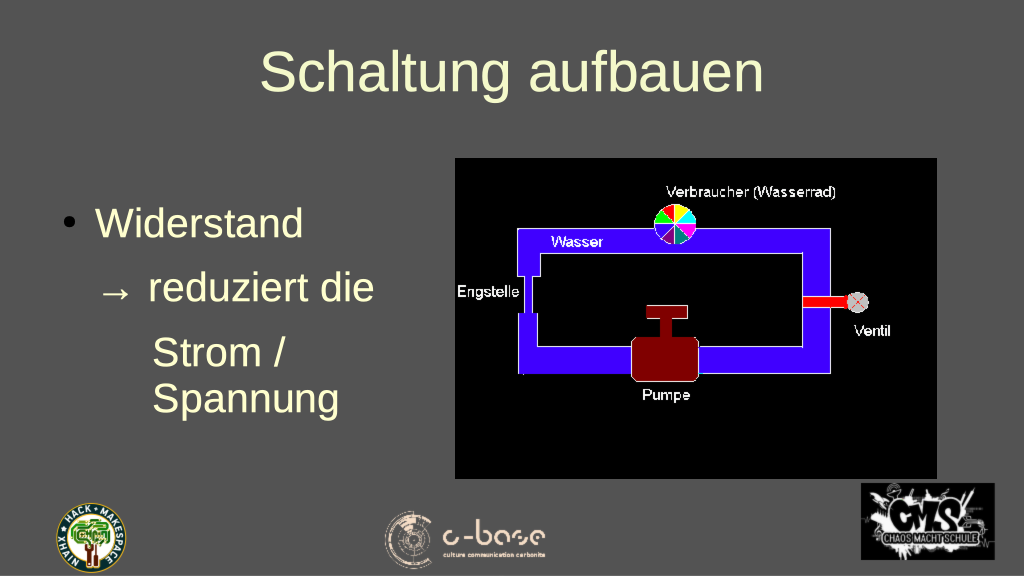 Schaltung aufbauen
• Widerstand
→ reduziert die
Strom /
Spannung
Verbraucher (Wasserrad)
Wasser
Engstelle
Ventil
Pumpe
HACK + MAKESPACE
XHAIN
c-base
culture communication carbonite
CMS
CHAOS MACHT SCHULE